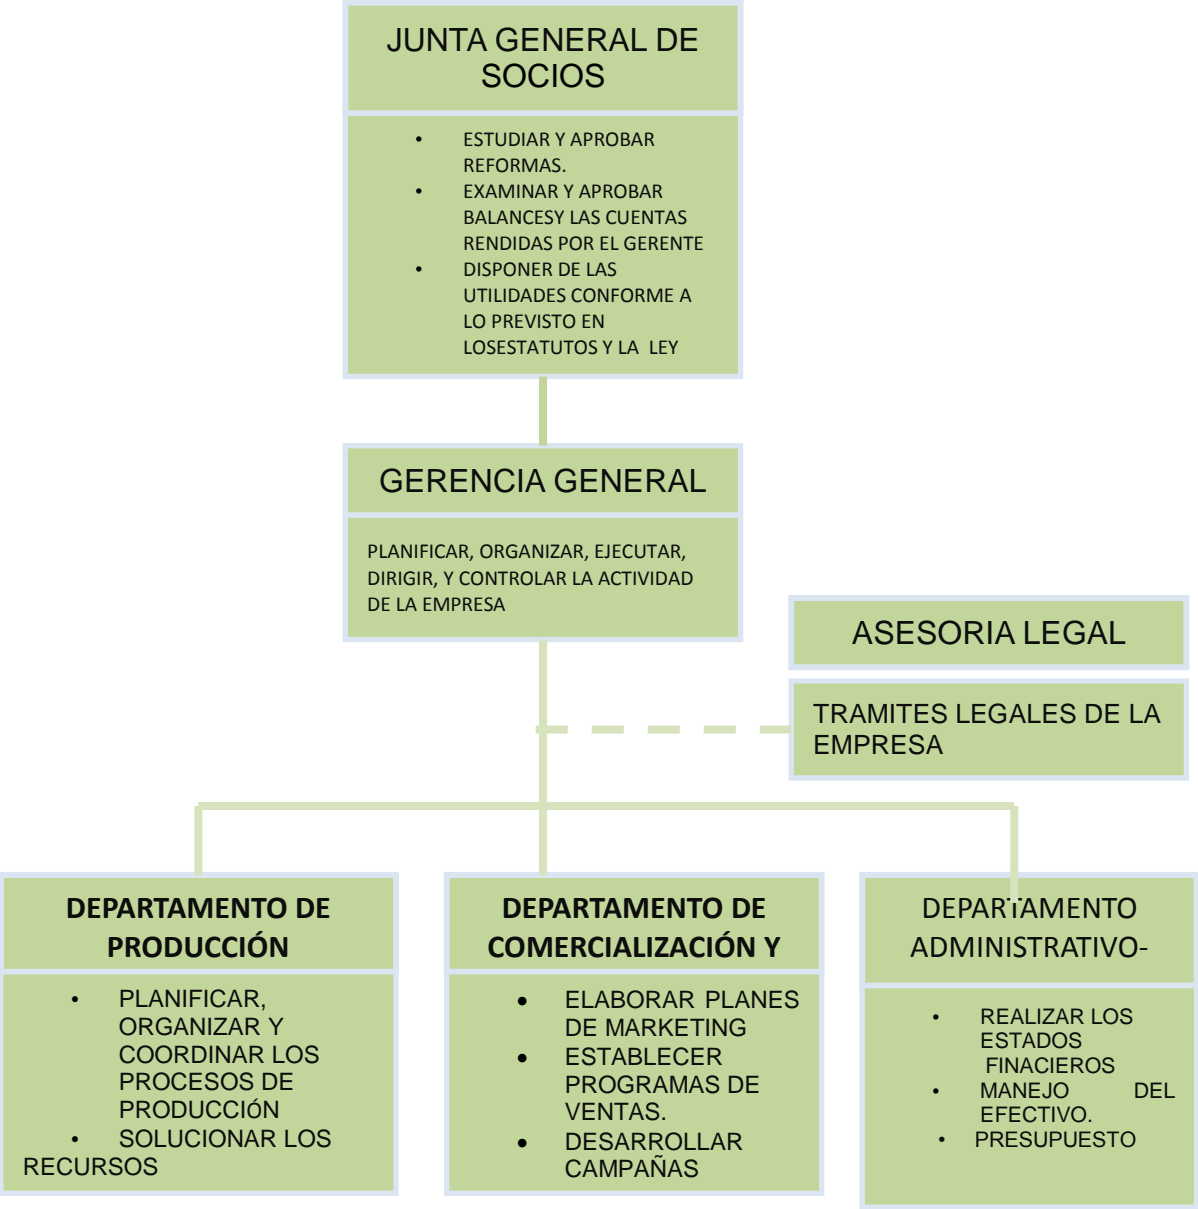 JUNTA GENERAL DE
SOCIOS
• ESTUDIAR Y APROBAR
REFORMAS.
• EXAMINAR Y APROBAR
BALANCESY LAS CUENTAS
RENDIDAS POR EL GERENTE
• DISPONER DE LAS
UTILIDADES CONFORME A
LO PREVISTO EN
LOSESTATUTOS Y LA LEY
GERENCIA GENERAL
PLANIFICAR, ORGANIZAR, EJECUTAR,
DIRIGIR, Y CONTROLAR LA ACTIVIDAD
DE LA EMPRESA
ASESORIA LEGAL
TRAMITES LEGALES DE LA
EMPRESA
DEPARTAMENTO DE
PRODUCCIÓN
• PLANIFICAR,
ORGANIZAR Y
COORDINAR LOS
PROCESOS DE
PRODUCCIÓN
• SOLUCIONAR LOS
RECURSOS
DEPARTAMENTO DE
COMERCIALIZACIÓN Y
• ELABORAR PLANES
DE MARKETING
• ESTABLECER
PROGRAMAS DE
VENTAS.
• DESARROLLAR
CAMPAÑAS
DEPARTAMENTO
ADMINISTRATIVO-
• REALIZAR LOS
ESTADOS
FINACIEROS
• MANEJO DEL
EFECTIVO.
• PRESUPUESTO